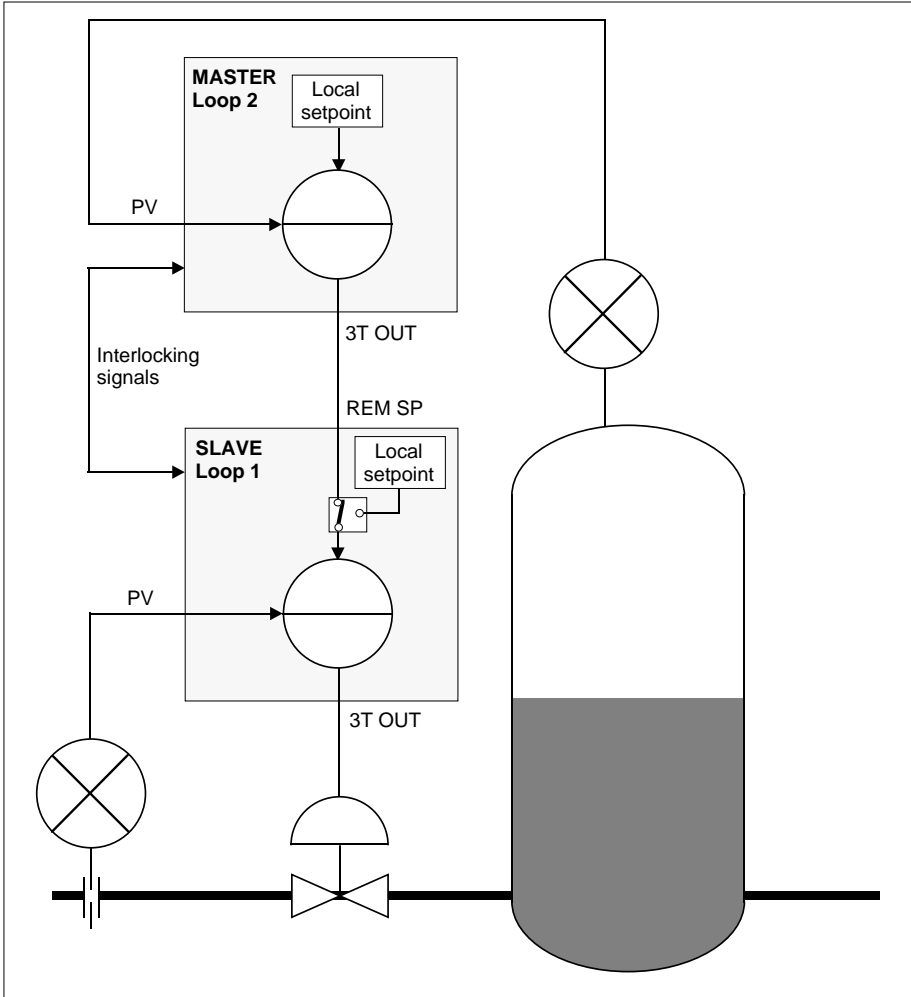 MASTER
Loop 2
Local
setpoint
PV
3T OUT
Interlocking
signals
REM SP
SLAVE
Loop 1
Local
setpoint
PV
3T OUT